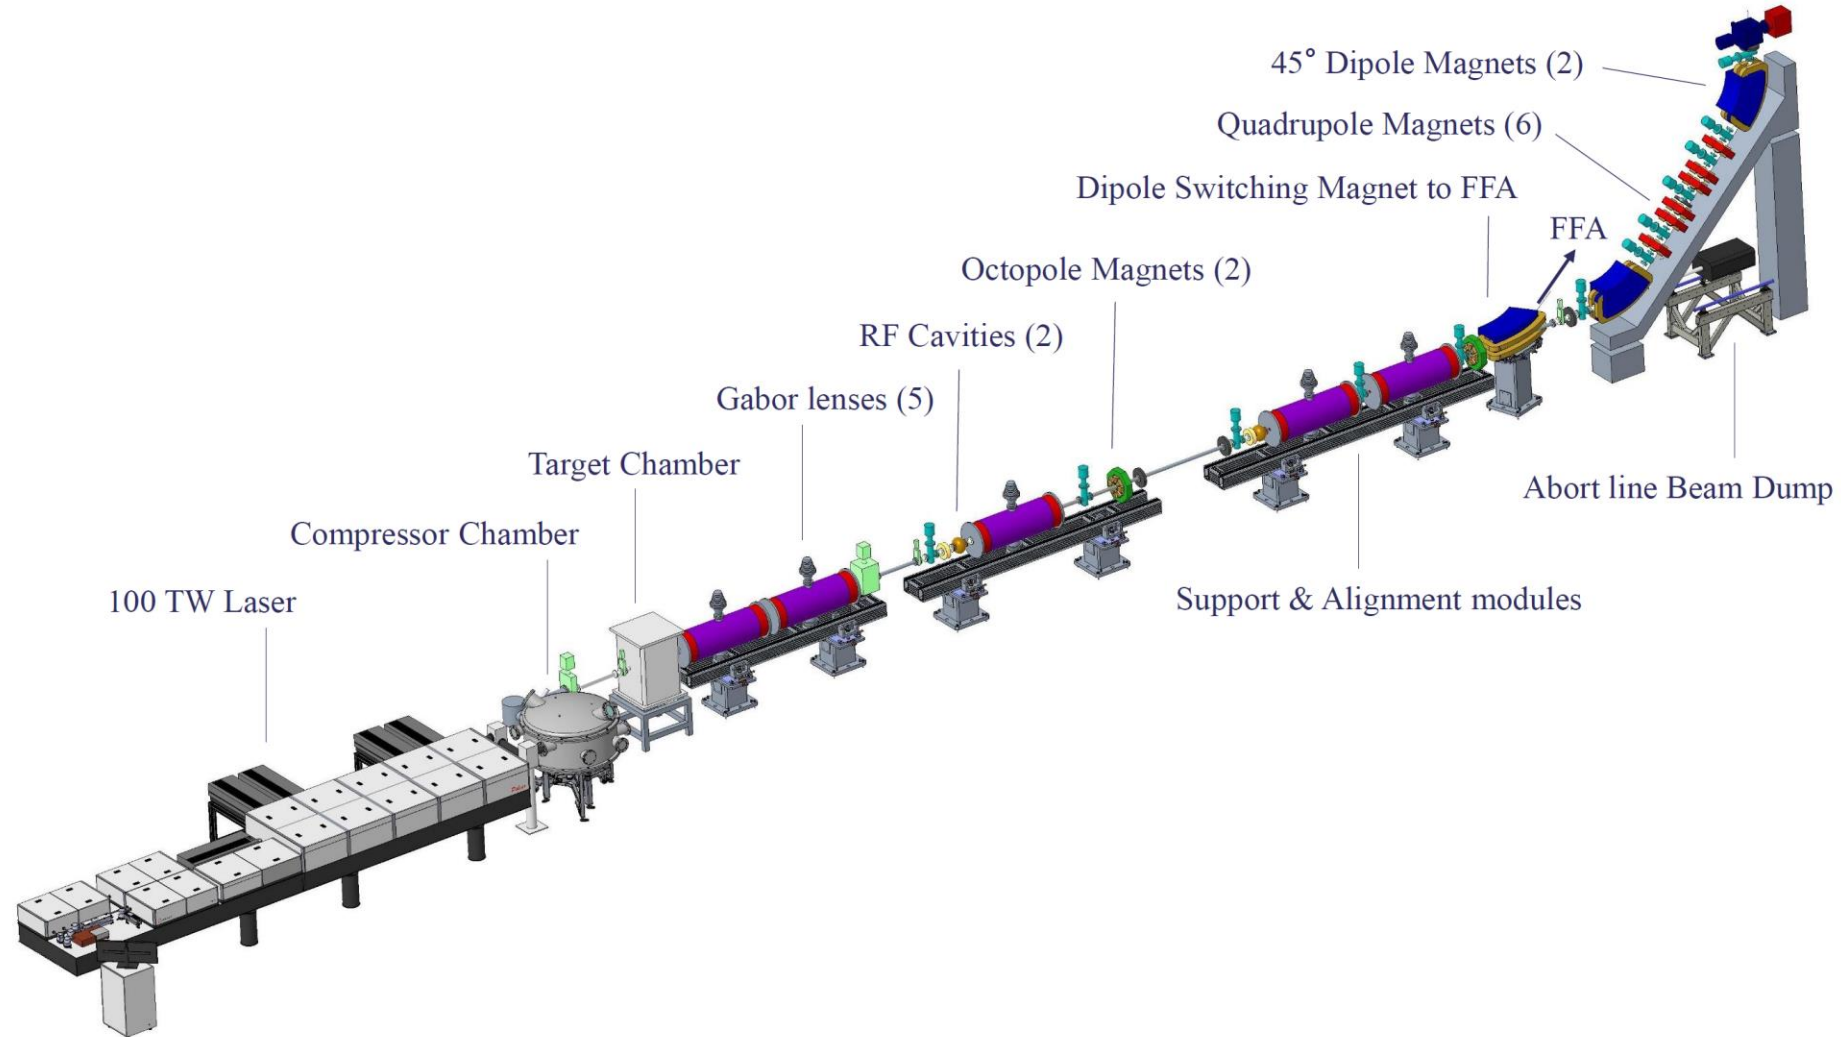 45° Dipole Magnets (2)
Quadrupole Magnets (6)
Dipole Switching Magnet to FFA
FFA
Octopole Magnets (2)
RF Cavities (2)
Gabor lenses (5)
Target Chamber
Abort line Beam Dump
Compressor Chamber
100 TW Laser
Support & Alignment modules